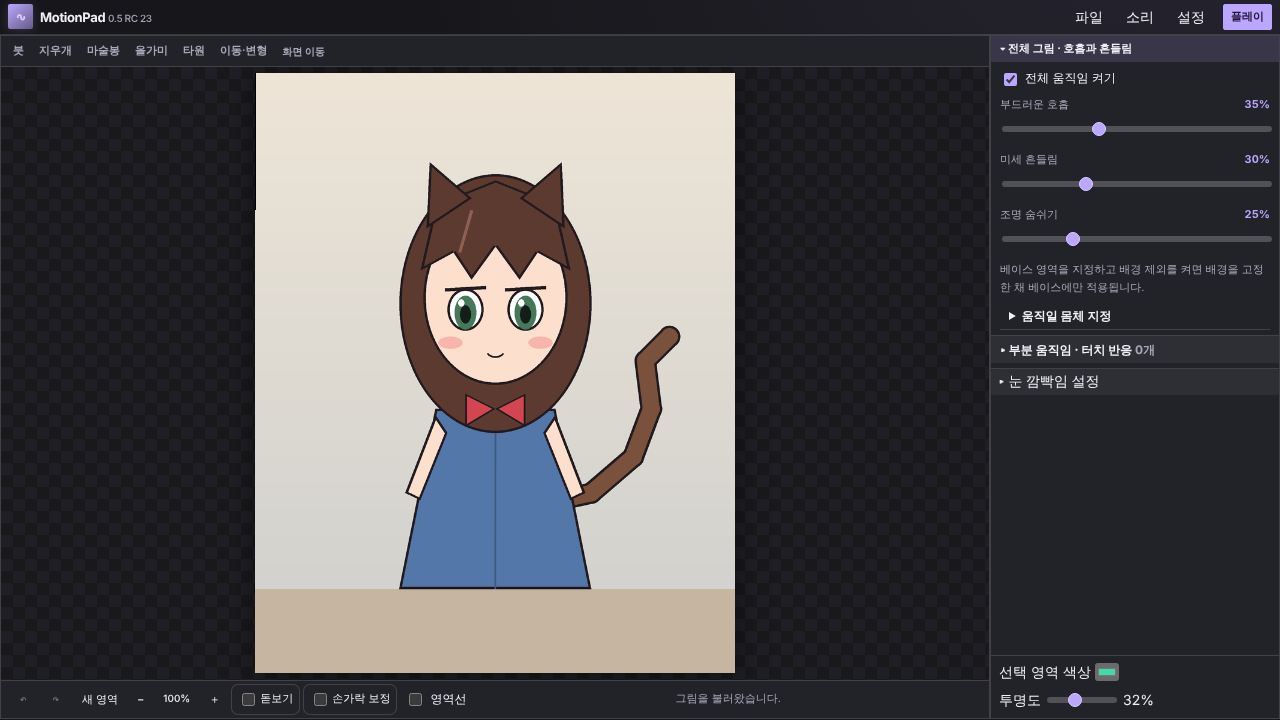 MotionPad 0.5 RC 23
파일 소리 설정 플레이
붓 지우개 마술봉 올가미 타원 이동·변형 화면 이동
전체 그림 · 호흡과 흔들림
전체 움직임 켜기
부드러운 호흡 35%
미세 흔들림 30%
조명 숨쉬기 25%
베이스 영역을 지정하고 배경 제외를 켜면 배경을 고정
한 채 베이스에만 적용됩니다.
움직일 몸체 지정
부분 움직임 · 터치 반응 0개
눈 깜빡임 설정
선택 영역 색상
투명도 32%
새 영역 − 100% + 돋보기 손가락 보정 영역선 그림을 불러왔습니다.